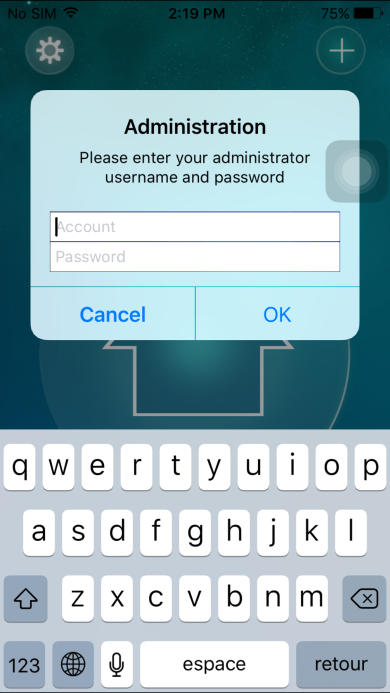 No SIM 2:19 PM 75%
Administration
Please enter your administrator
username and password
Account
Password
Cancel OK
q w e r t y u i o p
a s d f g h j k l
z x c v b n m
123 espace retour